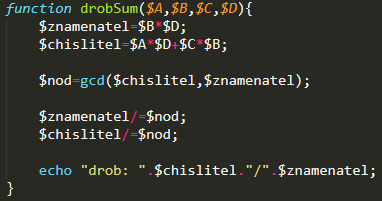 function drobSum($A,$B,$C,$D){
$znamenatel=$B*$D;
$chislitel=$A*$D+$C*$B;
$nod=gcd($chislitel,$znamenatel);
$znamenatel/=$nod;
$chislitel/=$nod;
echo "drob: ".$chislitel."/".$znamenatel;
}